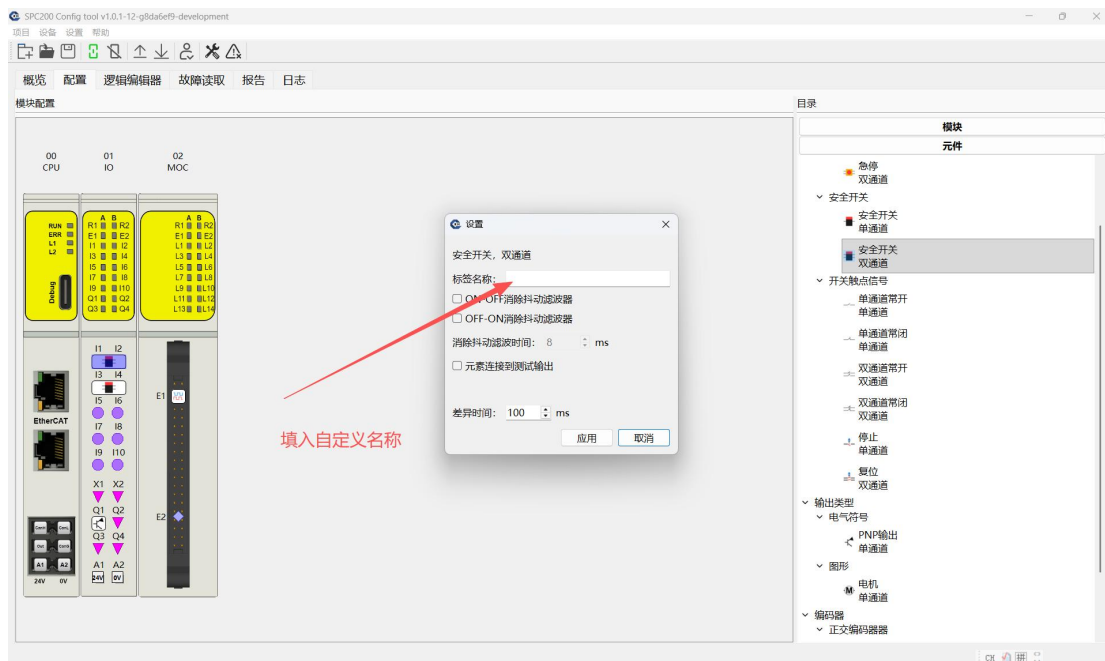 SPC200 Config tool v1.0.1-12-g8da6ef9-development
项目 设备 设置 帮助
概览 配置 逻辑编辑器 故障读取 报告 日志
模块配置
00 01 02
CPU IO MOC
RUN
ERR
L1
L2
Debug
A B
R1 R2
E1 E2
I1 I2
I3 I4
I5 I6
I7 I8
I9 I10
Q1 Q2
Q3 Q4
A B
R1 R2
E1 E2
L1 L2
L3 L4
L5 L6
L7 L8
L9 L10
L11 L12
L13 L14
EtherCAT
A1 A2
24V 0V
I1 I2
I3 I4
I5 I6
I7 I8
I9 I10
X1 X2
Q1 Q2
Q3 Q4
A1 A2
24V 0V
E1
E2
设置
安全开关，双通道
标签名称:
ON-OFF消除抖动滤波器
OFF-ON消除抖动滤波器
消除抖动滤波时间: 8 ms
元素连接到测试输出
差异时间: 100 ms
应用 取消
填入自定义名称
目录
模块
元件
急停
双通道
安全开关
安全开关
单通道
安全开关
双通道
开关触点信号
单通道常开
单通道
单通道常闭
单通道
双通道常开
双通道
双通道常闭
双通道
停止
单通道
复位
双通道
输出类型
电气符号
PNP输出
单通道
图形
M
电机
单通道
编码器
正交编码器器
CH 拼